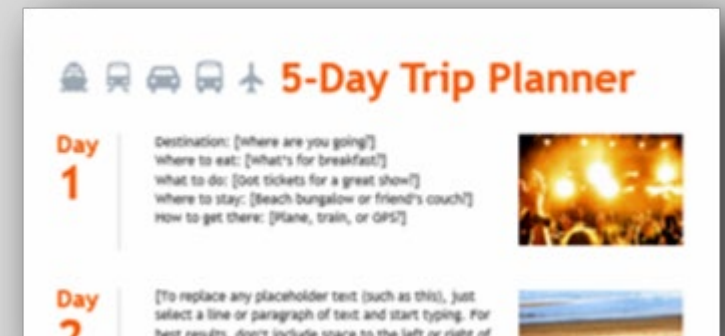 5-Day Trip Planner
Day
1
Destination: [Where are you going?]
Where to eat: [What's for breakfast?]
What to do: [Got tickets for a great show?]
Where to stay: [Beach bungalow or friend's couch?]
How to get there: [Plane, train, or GPS?]
Day
2
[To replace any placeholder text (such as this), just
select a line or paragraph of text and start typing. For
best results, don't include space to the left or right of